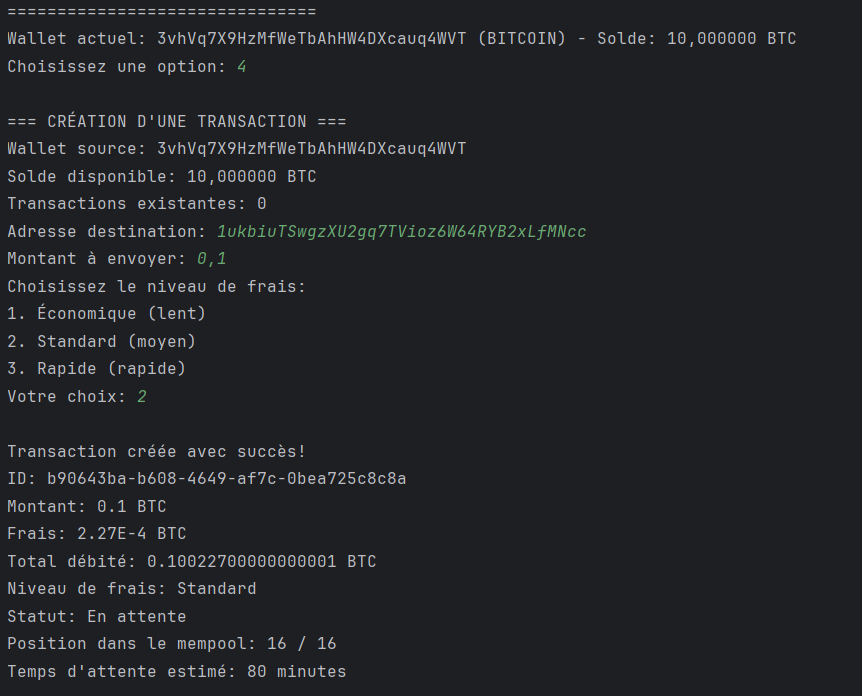 ===============================
Wallet actuel: 3vhVq7X9HzMfWeTbAhHW4DXcauq4WVT (BITCOIN) - Solde: 10,000000 BTC
Choisissez une option: 4
=== CRÉATION D'UNE TRANSACTION ===
Wallet source: 3vhVq7X9HzMfWeTbAhHW4DXcauq4WVT
Solde disponible: 10,000000 BTC
Transactions existantes: 0
Adresse destination: 1ukbiuTSwgzXU2gq7TVioz6W64RYB2xLfMNcc
Montant à envoyer: 0,1
Choisissez le niveau de frais:
1. Économique (lent)
2. Standard (moyen)
3. Rapide (rapide)
Votre choix: 2
Transaction créée avec succès!
ID: b90643ba-b608-4649-af7c-0bea725c8c8a
Montant: 0.1 BTC
Frais: 2.27E-4 BTC
Total débité: 0.10022700000000001 BTC
Niveau de frais: Standard
Statut: En attente
Position dans le mempool: 16 / 16
Temps d'attente estimé: 80 minutes